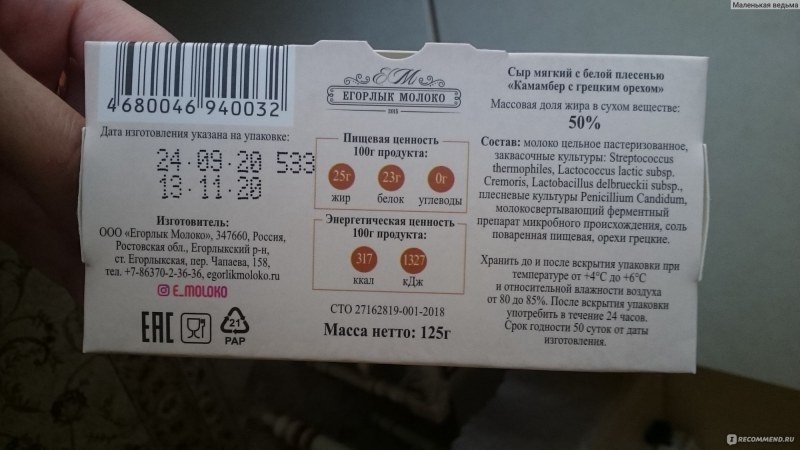 Маленькая ведьма
4 680046 940032
Дата изготовления указана на упаковке:
24.09.20 533
13.11.20
Изготовитель:
ООО «Егорлык Молоко», 347660, Россия,
Ростовская обл., Егорлыкский р-н,
ст. Егорлыкская, пер. Чапаева, 158,
тел. +7-86370-2-36-36, egorlikmoloko.ru
E_MOLOKO
EAC
21
PAP
ЕМ
ЕГОРЛЫК МОЛОКО
Пищевая ценность
100г продукта:
25г
23г
0г
жир
белок
углеводы
Энергетическая ценность
100г продукта:
317
1327
ккал
кДж
СТО 27162819-001-2018
Масса нетто: 125г
Сыр мягкий с белой плесенью
«Камамбер с грецким орехом»
Массовая доля жира в сухом веществе:
50%
Состав: молоко цельное пастеризованное,
заквасочные культуры: Streptococcus
thermophiles, Lactococcus lactic subsp.
Cremoris, Lactobacillus delbrueckii subsp.,
плесневые культуры Penicillium Candidum,
молокосвертывающий ферментный
препарат микробного происхождения, соль
поваренная пищевая, орехи грецкие.
Хранить до и после вскрытия упаковки при
температуре от +4°С до +6°С
и относительной влажности воздуха
от 80 до 85%. После вскрытия упаковки
употребить в течение 24 часов.
Срок годности 50 суток от даты
изготовления.
IRECOMMEND.RU